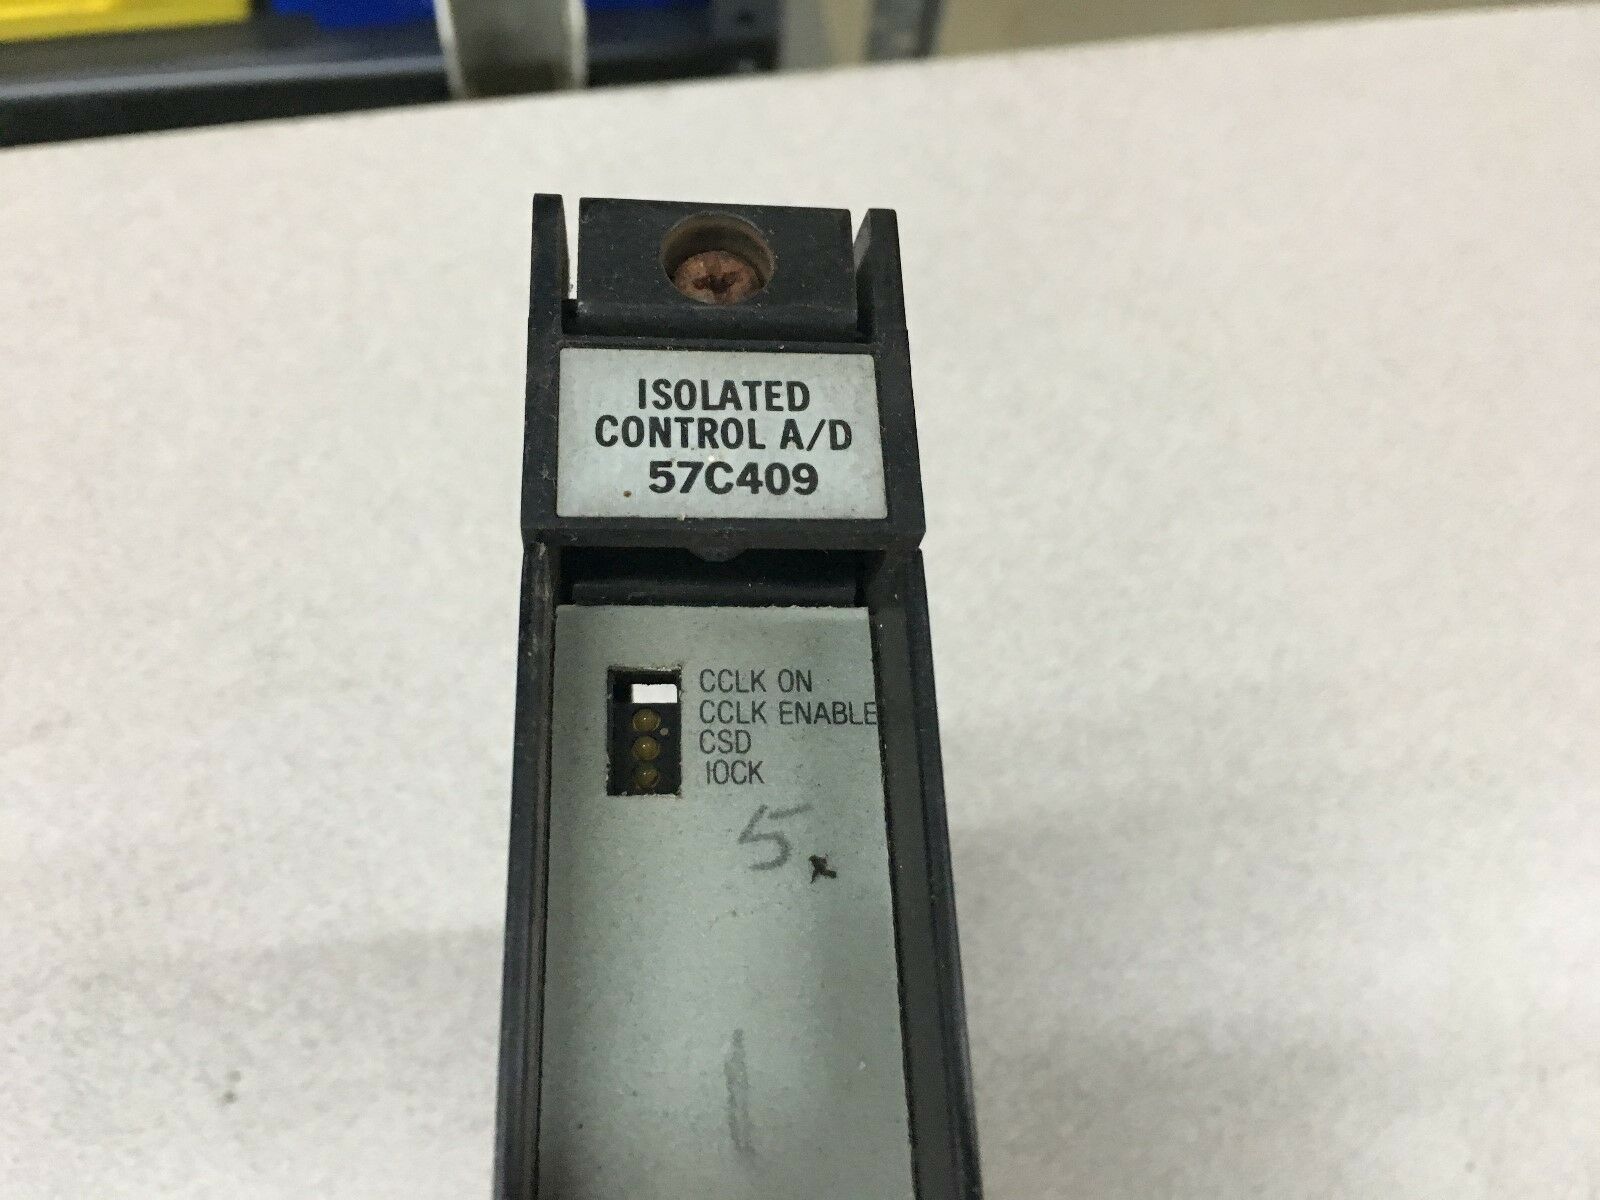 ISOLATED
CONTROL A/D
57C409
CCLK ON
CCLK ENABLE
CSD
IOCK
5